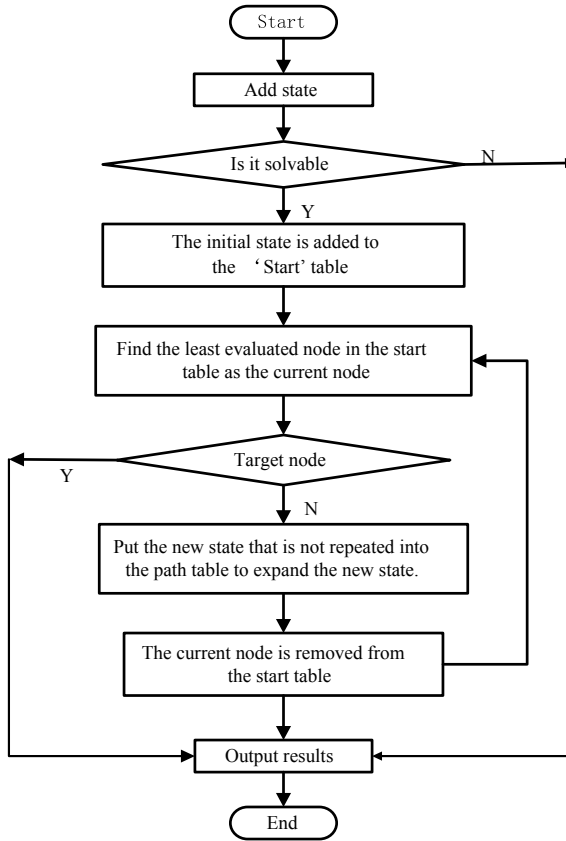 Start
Add state
Is it solvable
N
Y
The initial state is added to
the ‘Start’ table
Find the least evaluated node in the start
table as the current node
Target node
Y
N
Put the new state that is not repeated into
the path table to expand the new state.
The current node is removed from
the start table
Output results
End